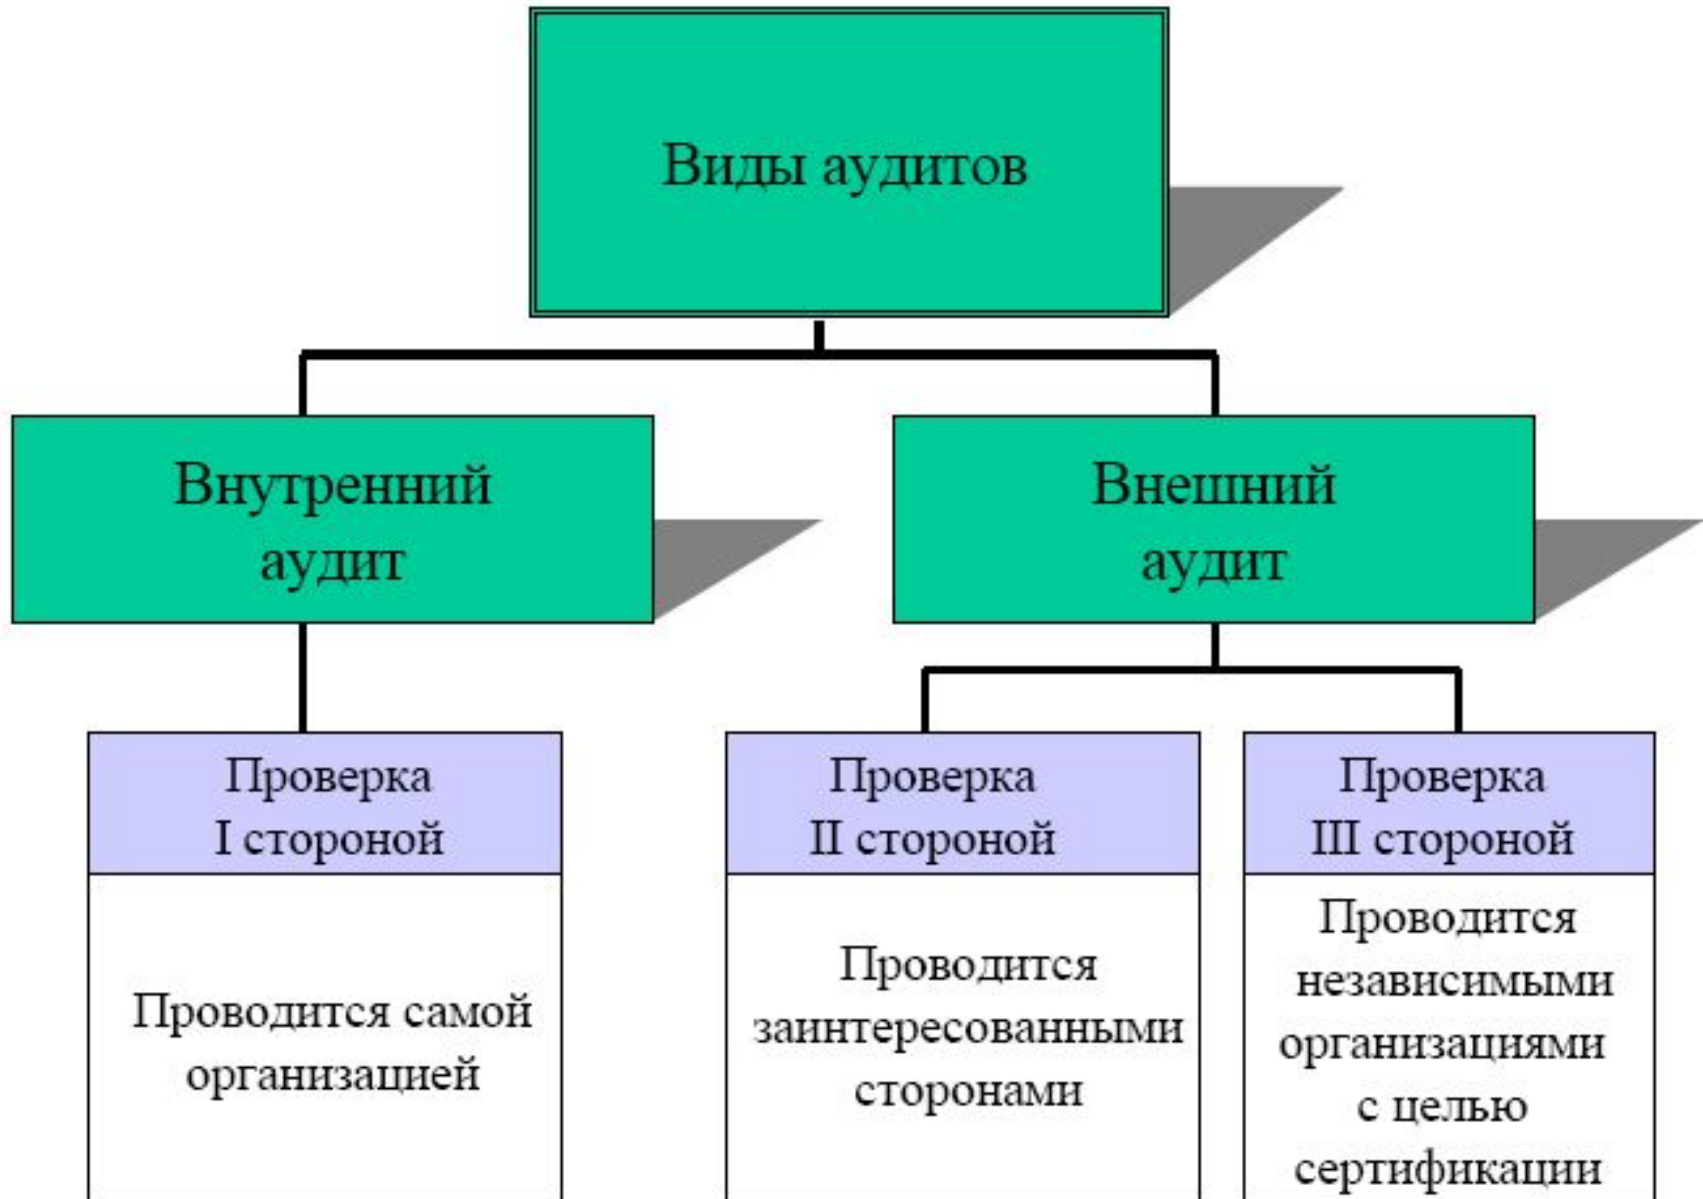 Виды аудитов
Внутренний
аудит
Внешний
аудит
Проверка
I стороной
Проводится самой
организацией
Проверка
II стороной
Проводится
заинтересованными
сторонами
Проверка
III стороной
Проводится
независимыми
организациями
с целью
сертификации